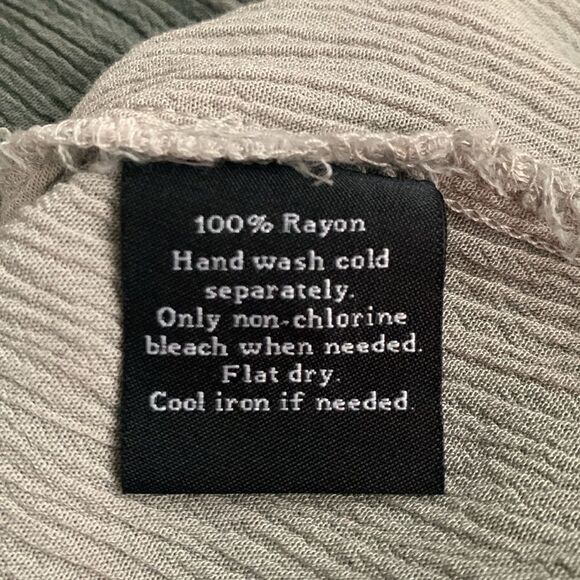 100% Rayon
Hand wash cold
separately.
Only non-chlorine
bleach when needed.
Flat dry.
Cool iron if needed.